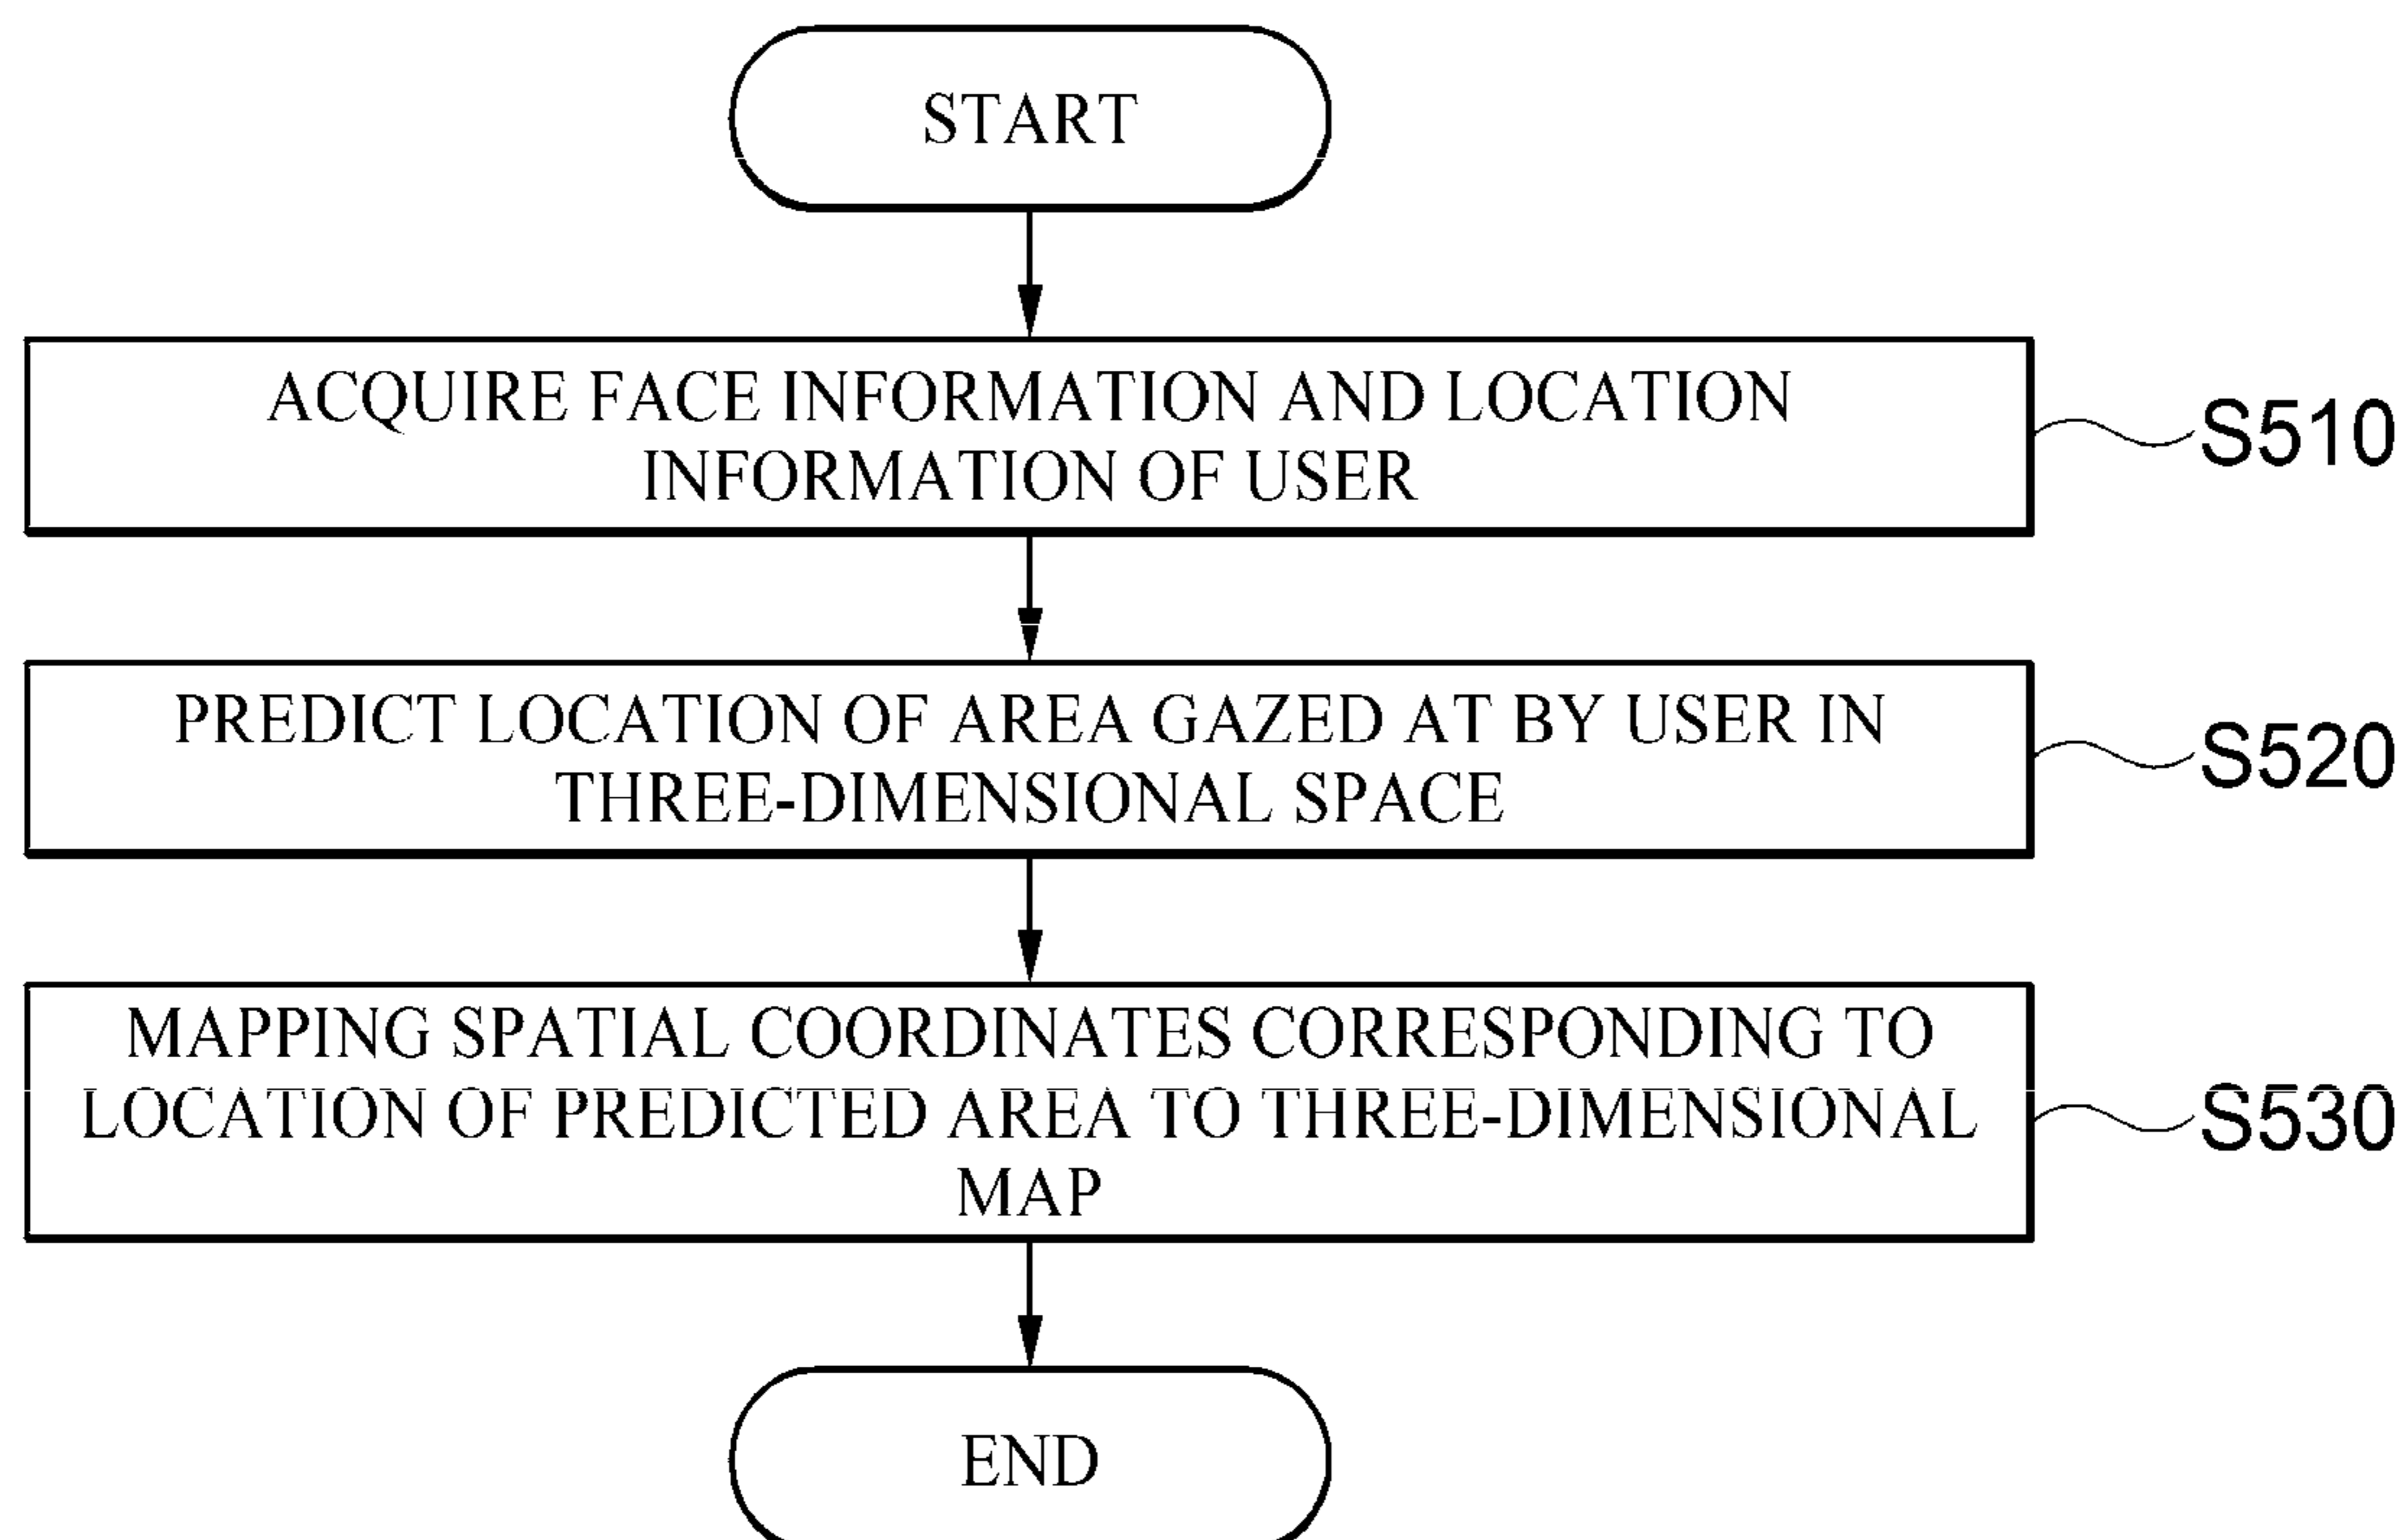 START
ACQUIRE FACE INFORMATION AND LOCATION
INFORMATION OF USER
S510
PREDICT LOCATION OF AREA GAZED AT BY USER IN
THREE-DIMENSIONAL SPACE
S520
MAPPING SPATIAL COORDINATES CORRESPONDING TO
LOCATION OF PREDICTED AREA TO THREE-DIMENSIONAL
MAP
S530
END